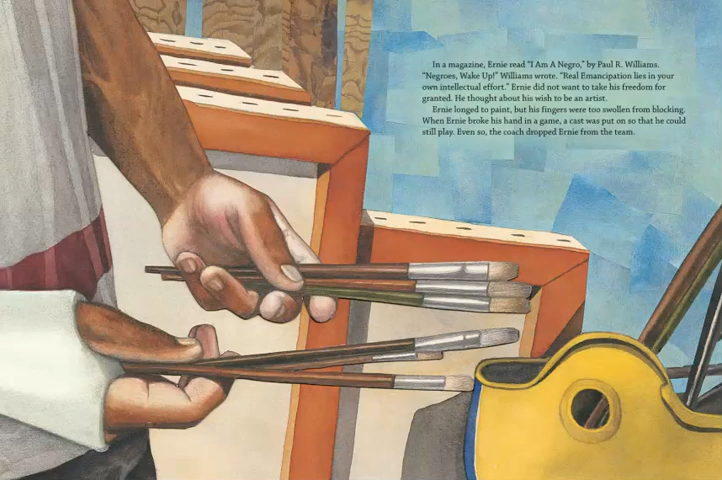 In a magazine, Ernie read “I Am A Negro,” by Paul R. Williams.
“Negroes, Wake Up!” Williams wrote. “Real Emancipation lies in your
own intellectual effort.” Ernie did not want to take his freedom for
granted. He thought about his wish to be an artist.
Ernie longed to paint, but his fingers were too swollen from blocking.
When Ernie broke his hand in a game, a cast was put on so that he could
still play. Even so, the coach dropped Ernie from the team.